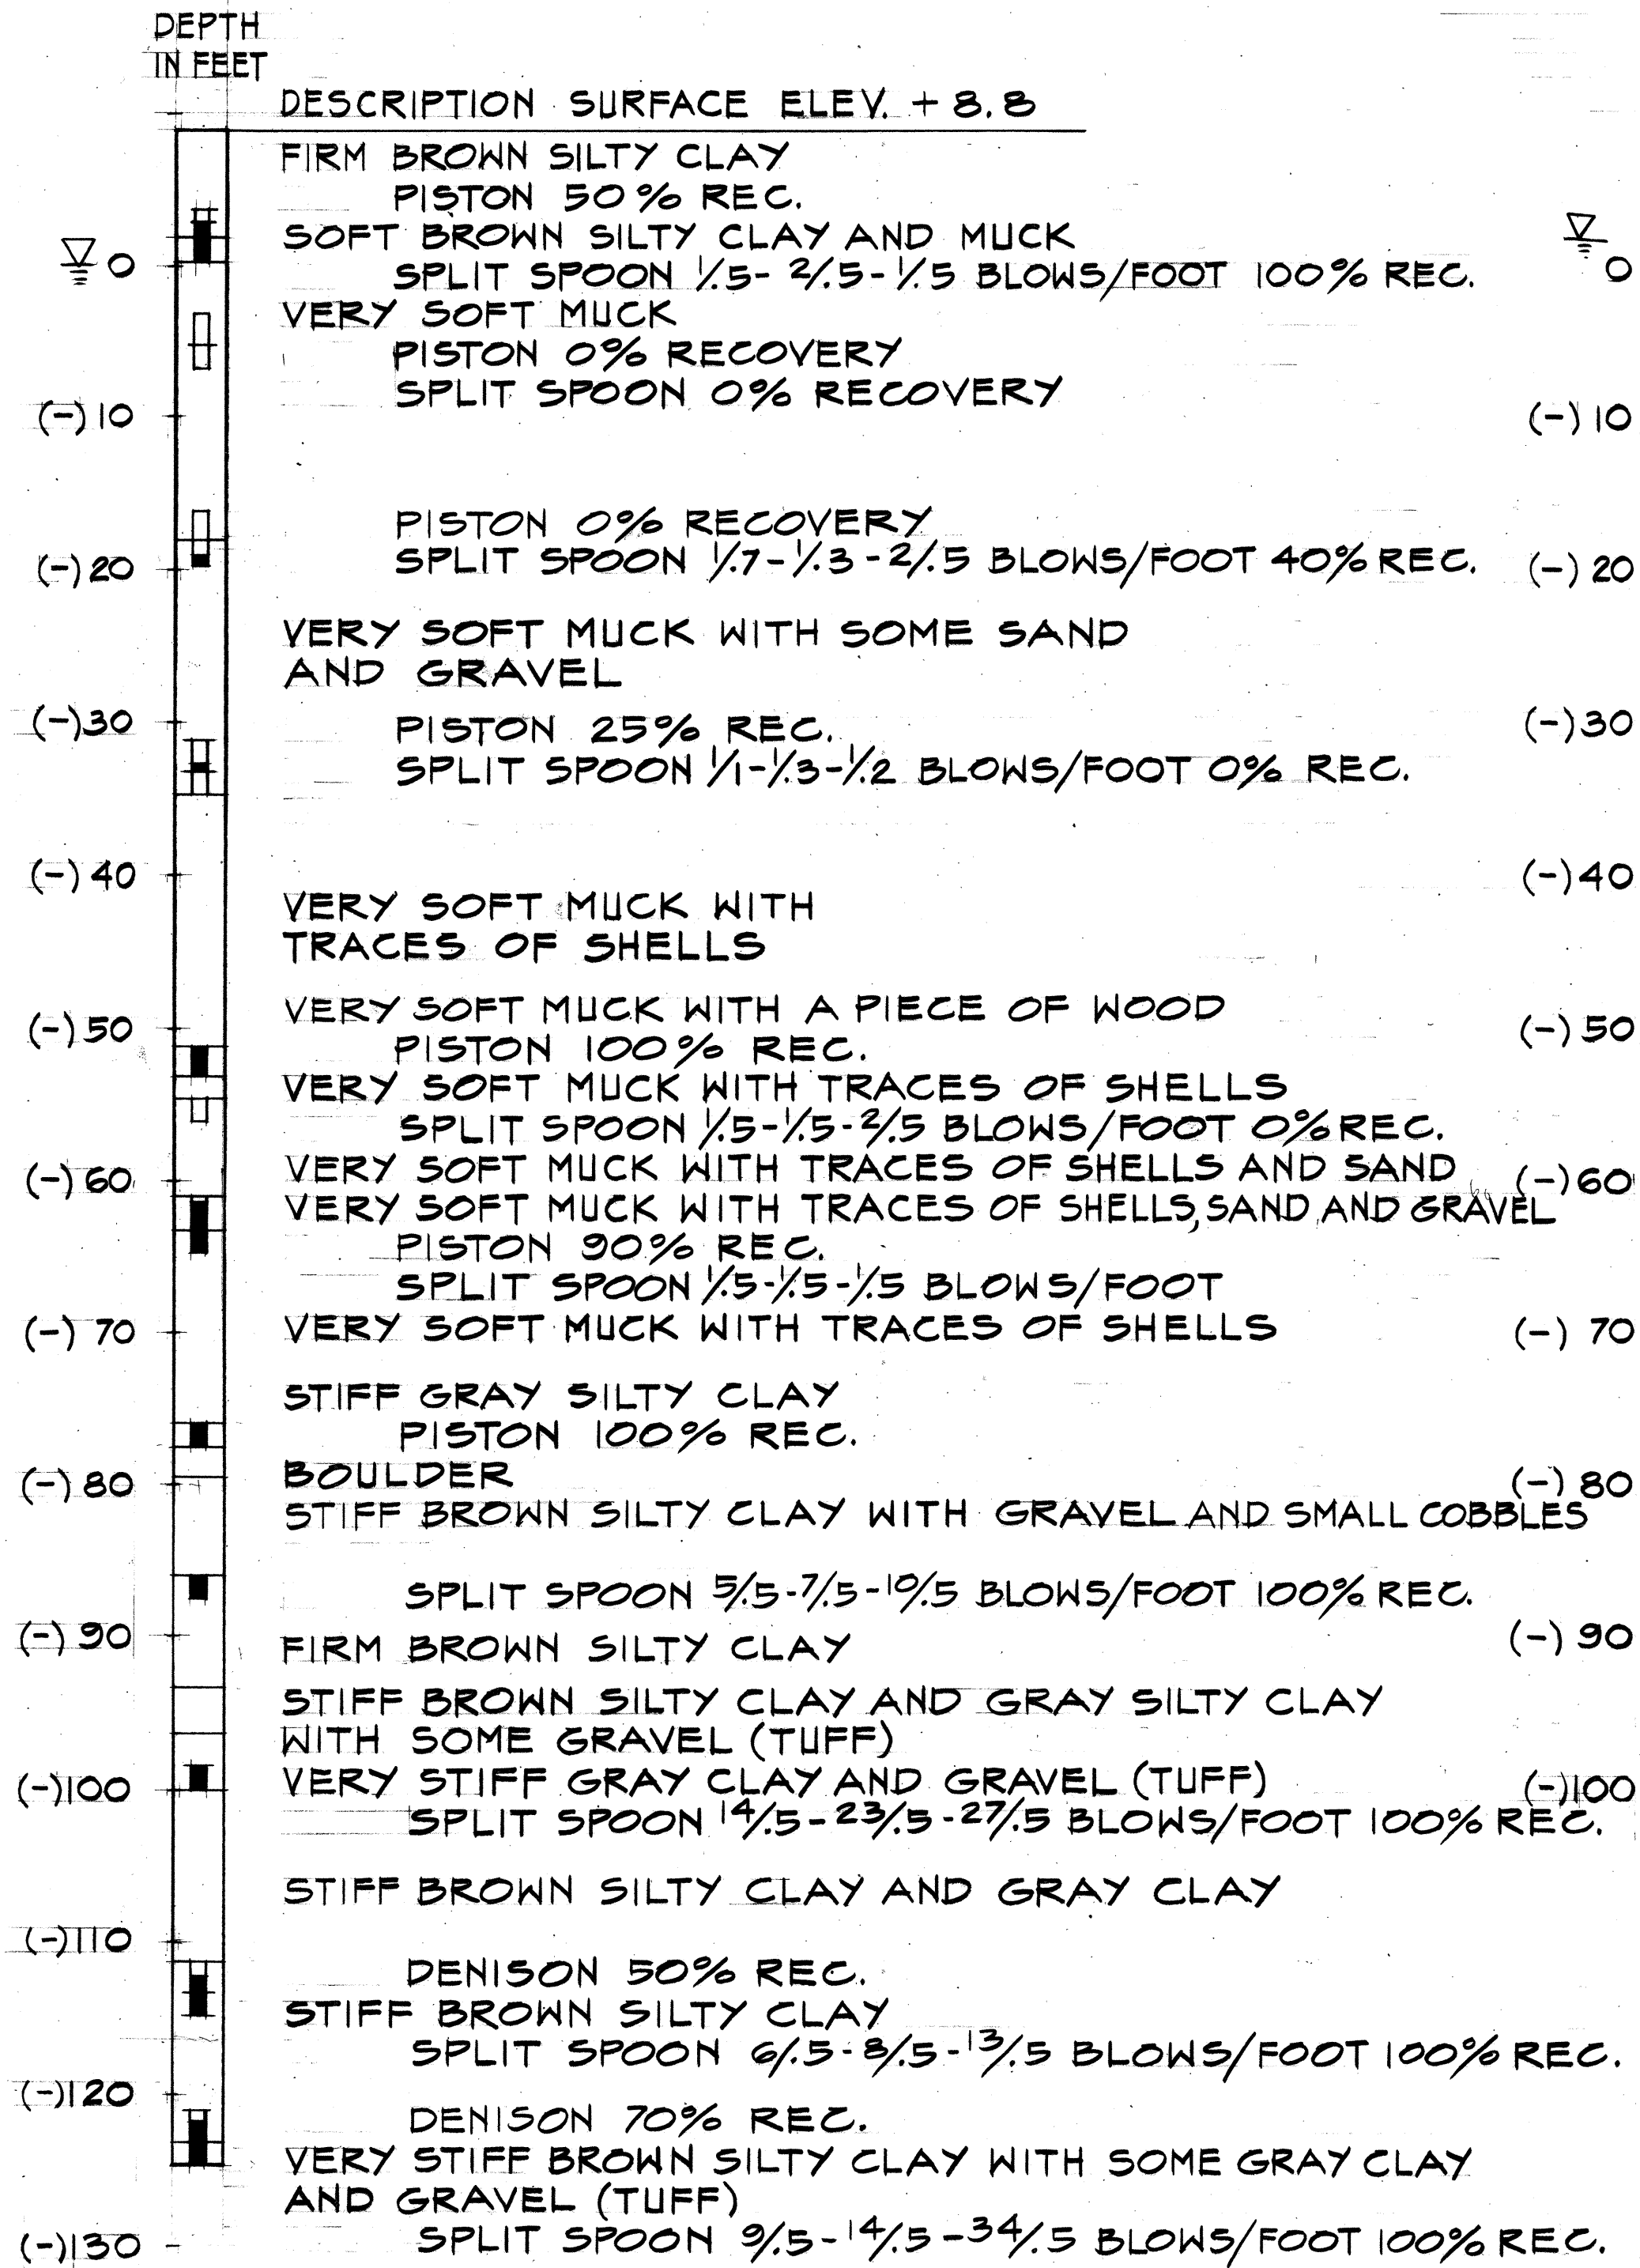 DEPTH
IN FEET
DESCRIPTION SURFACE ELEV. + 8.8
FIRM BROWN SILTY CLAY
PISTON 50% REC.
SOFT BROWN SILTY CLAY AND MUCK
0 SPLIT SPOON 1/.5- 2/.5-1/.5 BLOWS/FOOT 100% REC. 0
VERY SOFT MUCK
PISTON 0% RECOVERY
SPLIT SPOON 0% RECOVERY
(-)10 (-)10
PISTON 0% RECOVERY
(-)20 SPLIT SPOON 1/.7-1/.3-2/.5 BLOWS/FOOT 40% REC. (-)20
VERY SOFT MUCK WITH SOME SAND
AND GRAVEL
(-)30 PISTON 25% REC. (-)30
SPLIT SPOON 1/1-1/.3-1/.2 BLOWS/FOOT 0% REC.
(-)40 (-)40
VERY SOFT MUCK WITH
TRACES OF SHELLS
VERY SOFT MUCK WITH A PIECE OF WOOD
(-)50 PISTON 100% REC. (-)50
VERY SOFT MUCK WITH TRACES OF SHELLS
SPLIT SPOON 1/.5-1/.5-2/.5 BLOWS/FOOT 0% REC.
(-)60 VERY SOFT MUCK WITH TRACES OF SHELLS AND SAND (-)60
VERY SOFT MUCK WITH TRACES OF SHELLS, SAND AND GRAVEL
PISTON 90% REC.
SPLIT SPOON 1/.5-1/.5-1/.5 BLOWS/FOOT
(-)70 VERY SOFT MUCK WITH TRACES OF SHELLS (-)70
STIFF GRAY SILTY CLAY
PISTON 100% REC.
(-)80 BOULDER (-)80
STIFF BROWN SILTY CLAY WITH GRAVEL AND SMALL COBBLES
SPLIT SPOON 5/.5-7/.5-10/.5 BLOWS/FOOT 100% REC.
(-)90 FIRM BROWN SILTY CLAY (-)90
STIFF BROWN SILTY CLAY AND GRAY SILTY CLAY
WITH SOME GRAVEL (TUFF)
(-)100 VERY STIFF GRAY CLAY AND GRAVEL (TUFF) (-)100
SPLIT SPOON 14/.5-23/.5-27/.5 BLOWS/FOOT 100% REC.
STIFF BROWN SILTY CLAY AND GRAY CLAY
(-)110
DENISON 50% REC.
STIFF BROWN SILTY CLAY
SPLIT SPOON 6/.5-8/.5-13/.5 BLOWS/FOOT 100% REC.
(-)120
DENISON 70% REC.
VERY STIFF BROWN SILTY CLAY WITH SOME GRAY CLAY
AND GRAVEL (TUFF)
(-)130 SPLIT SPOON 9/.5-14/.5-34/.5 BLOWS/FOOT 100% REC.